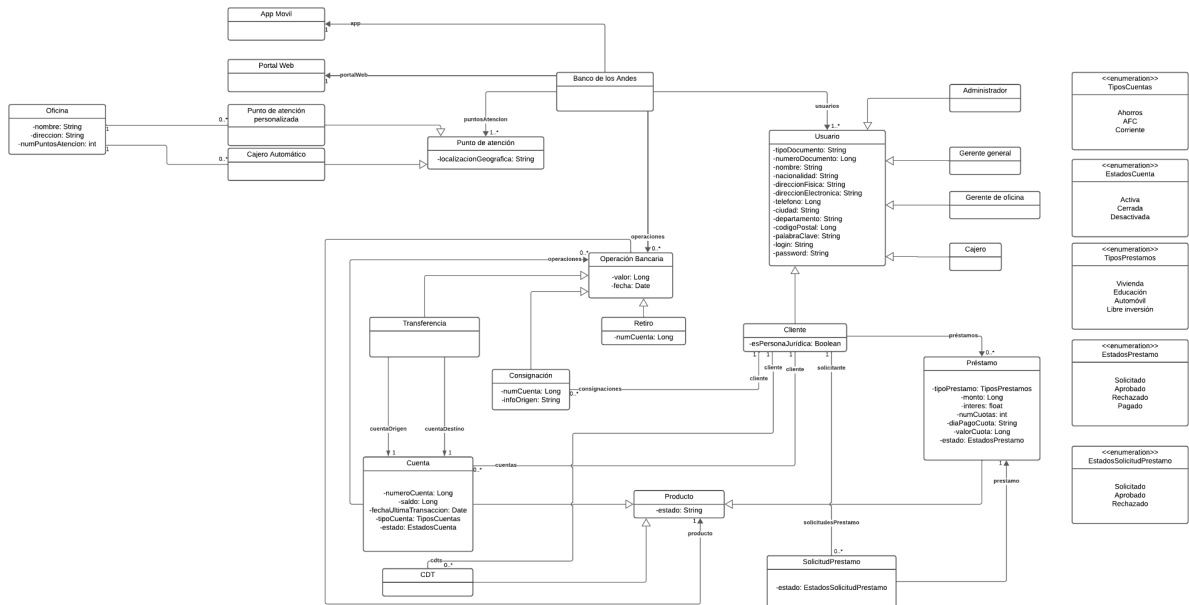 App Movil
app
1
Portal Web
portalWeb
1
Banco de los Andes
Oficina
-nombre: String
-direccion: String
-numPuntosAtencion: int
1
1
Punto de atención
personalizada
0..*
Cajero Automático
0..*
puntosAtencion
1..*
Punto de atención
-localizacionGeografica: String
usuarios
1..*
Usuario
-tipoDocumento: String
-numeroDocumento: Long
-nombre: String
-nacionalidad: String
-direccionFisica: String
-direccionElectronica: String
-telefono: Long
-ciudad: String
-departamento: String
-codigoPostal: Long
-palabraClave: String
-login: String
-password: String
Administrador
Gerente general
Gerente de oficina
Cajero
<<enumeration>>
TiposCuentas
Ahorros
AFC
Corriente
<<enumeration>>
EstadosCuenta
Activa
Cerrada
Desactivada
<<enumeration>>
TiposPrestamos
Vivienda
Educación
Automóvil
Libre inversión
<<enumeration>>
EstadosPrestamo
Solicitado
Aprobado
Rechazado
Pagado
<<enumeration>>
EstadosSolicitudPrestamo
Solicitado
Aprobado
Rechazado
operaciones
0..*
0..*
operaciones
Operación Bancaria
-valor: Long
-fecha: Date
Transferencia
Retiro
-numCuenta: Long
Consignación
-numCuenta: Long
-infoOrigen: String
consignaciones
0..*
Cliente
-esPersonaJurídica: Boolean
1
1
1
1
cliente
cliente
cliente
solicitante
préstamos
0..*
Préstamo
-tipoPrestamo: TiposPrestamos
-monto: Long
-interes: float
-numCuotas: int
-diaPagoCuota: String
-valorCuota: Long
-estado: EstadosPrestamo
1
prestamo
cuentaOrigen
cuentaDestino
1
1
Cuenta
-numeroCuenta: Long
-saldo: Long
-fechaUltimaTransaccion: Date
-tipoCuenta: TiposCuentas
-estado: EstadosCuenta
cuentas
0..*
Producto
-estado: String
1
producto
solicitudesPrestamo
0..*
SolicitudPrestamo
-estado: EstadosSolicitudPrestamo
cdts
0..*
CDT